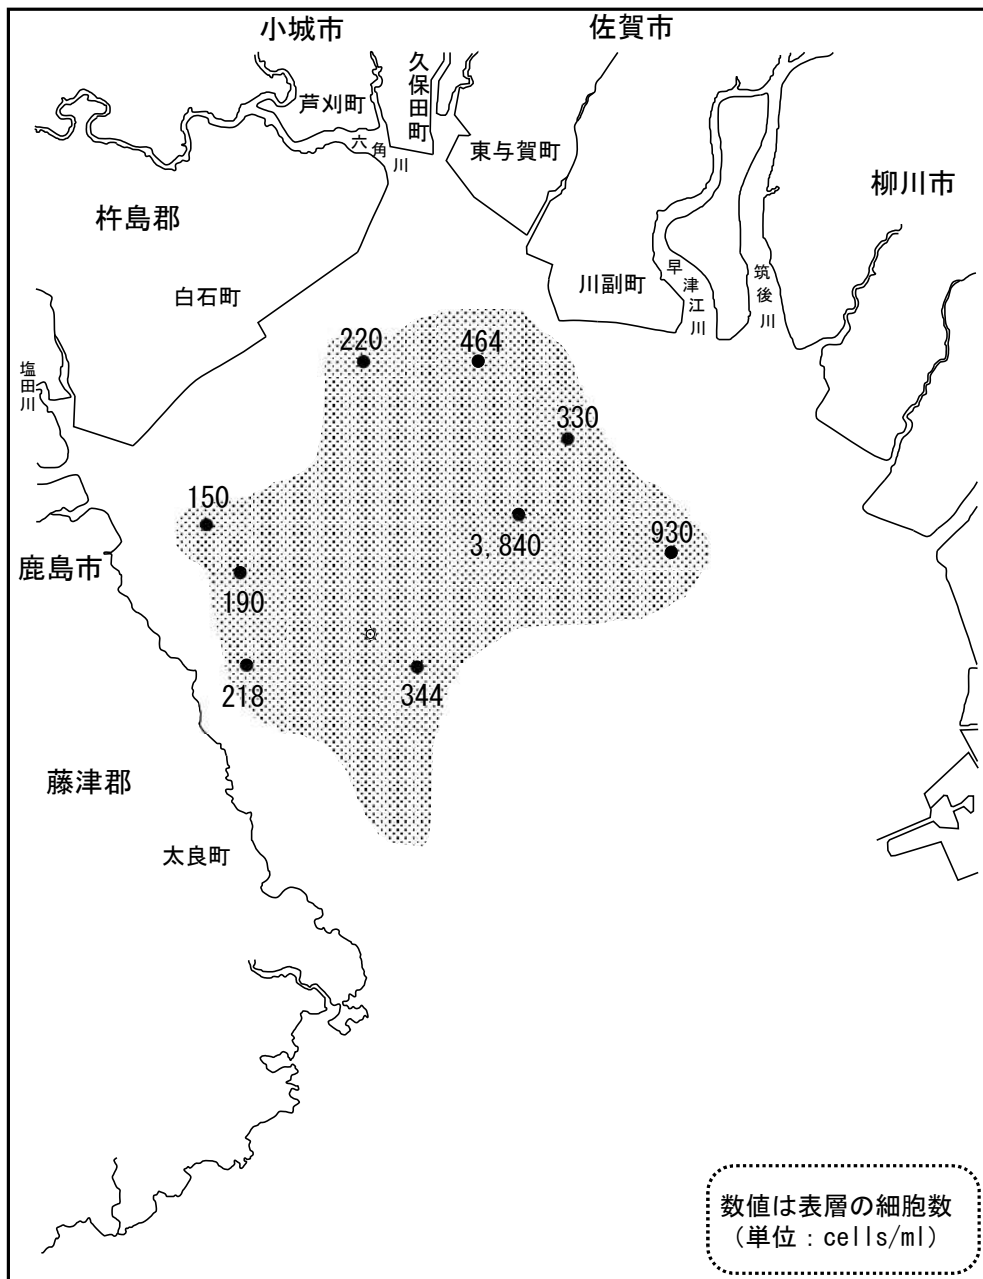 小城市
佐賀市
久保田町
芦刈町
六角川
東与賀町
柳川市
杵島郡
早津江川
筑後川
川副町
白石町
塩田川
220
464
330
150
3,840
930
鹿島市
190
218
344
藤津郡
太良町
数値は表層の細胞数
（単位：cells/ml）